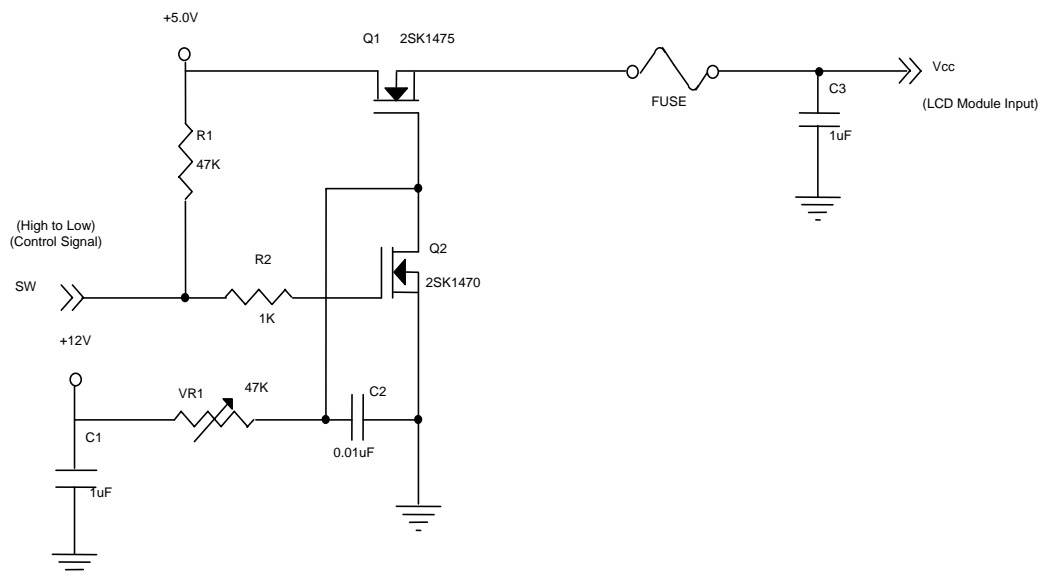 +5.0V
Q1 2SK1475
Vcc
FUSE
C3
(LCD Module Input)
R1
1uF
47K
(High to Low)
(Control Signal)
Q2
R2
2SK1470
SW
1K
+12V
VR1
47K
C2
C1
0.01uF
1uF